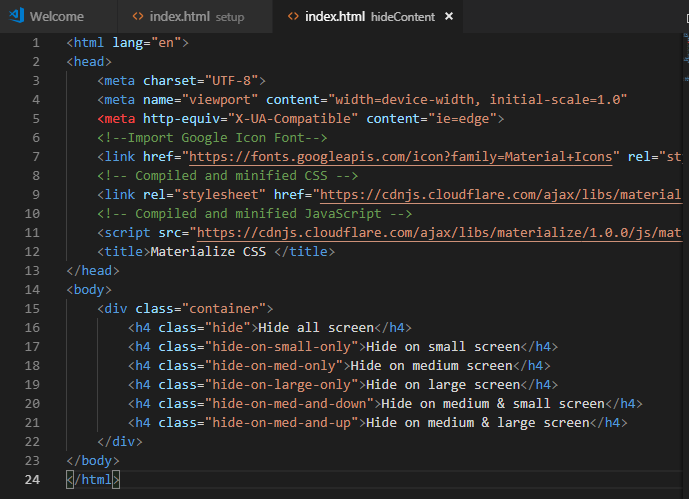 Welcome
index.html setup
index.html hideContent ×
1 <html lang="en">
2 <head>
3 <meta charset="UTF-8">
4 <meta name="viewport" content="width=device-width, initial-scale=1.0"
5 <meta http-equiv="X-UA-Compatible" content="ie=edge">
6 <!--Import Google Icon Font-->
7 <link href="https://fonts.googleapis.com/icon?family=Material+Icons" rel="st
8 <!-- Compiled and minified CSS -->
9 <link rel="stylesheet" href="https://cdnjs.cloudflare.com/ajax/libs/material
10 <!-- Compiled and minified JavaScript -->
11 <script src="https://cdnjs.cloudflare.com/ajax/libs/materialize/1.0.0/js/mat
12 <title>Materialize CSS </title>
13 </head>
14 <body>
15 <div class="container">
16 <h4 class="hide">Hide all screen</h4>
17 <h4 class="hide-on-small-only">Hide on small screen</h4>
18 <h4 class="hide-on-med-only">Hide on medium screen</h4>
19 <h4 class="hide-on-large-only">Hide on large screen</h4>
20 <h4 class="hide-on-med-and-down">Hide on medium & small screen</h4>
21 <h4 class="hide-on-med-and-up">Hide on medium & large screen</h4>
22 </div>
23 </body>
24 </html>